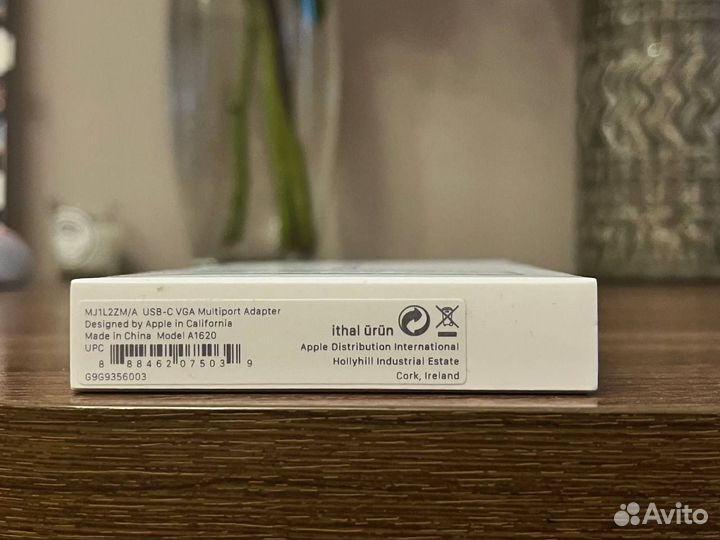 MJ1L2ZM/A USB-C VGA Multiport Adapter
Designed by Apple in California
Made in China Model A1620
UPC
8 88462 07503 9
G9G9356003
ithal ürün
Apple Distribution International
Hollyhill Industrial Estate
Cork, Ireland
Avito